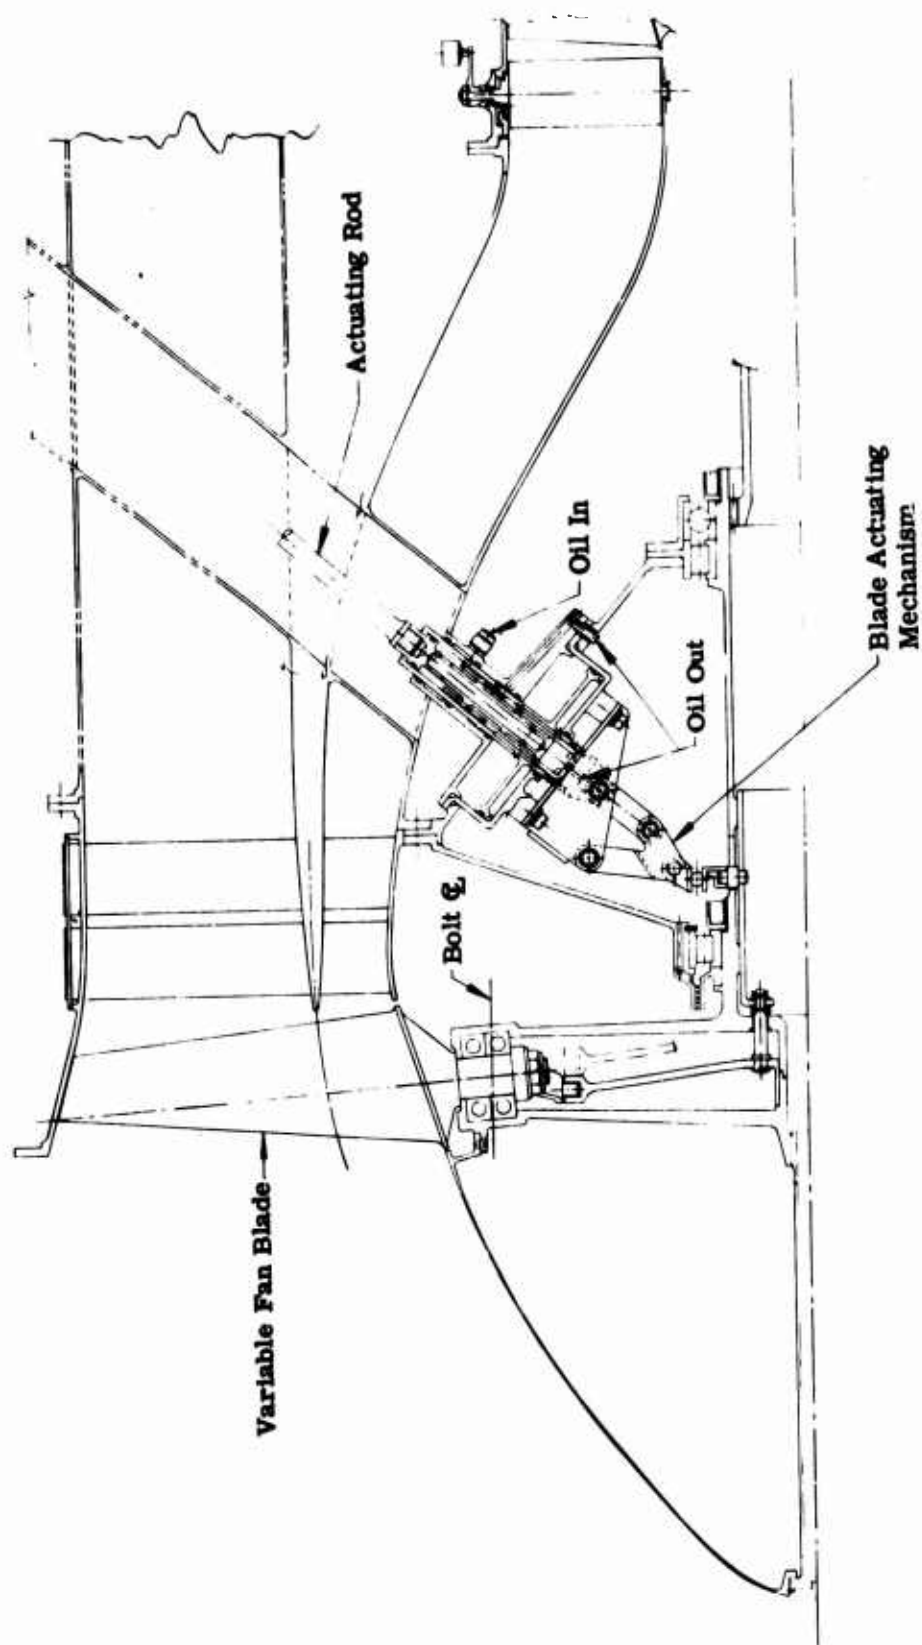 Variable Fan Blade
Bolt ℄
Actuating Rod
Oil In
Oil Out
Blade Actuating
Mechanism